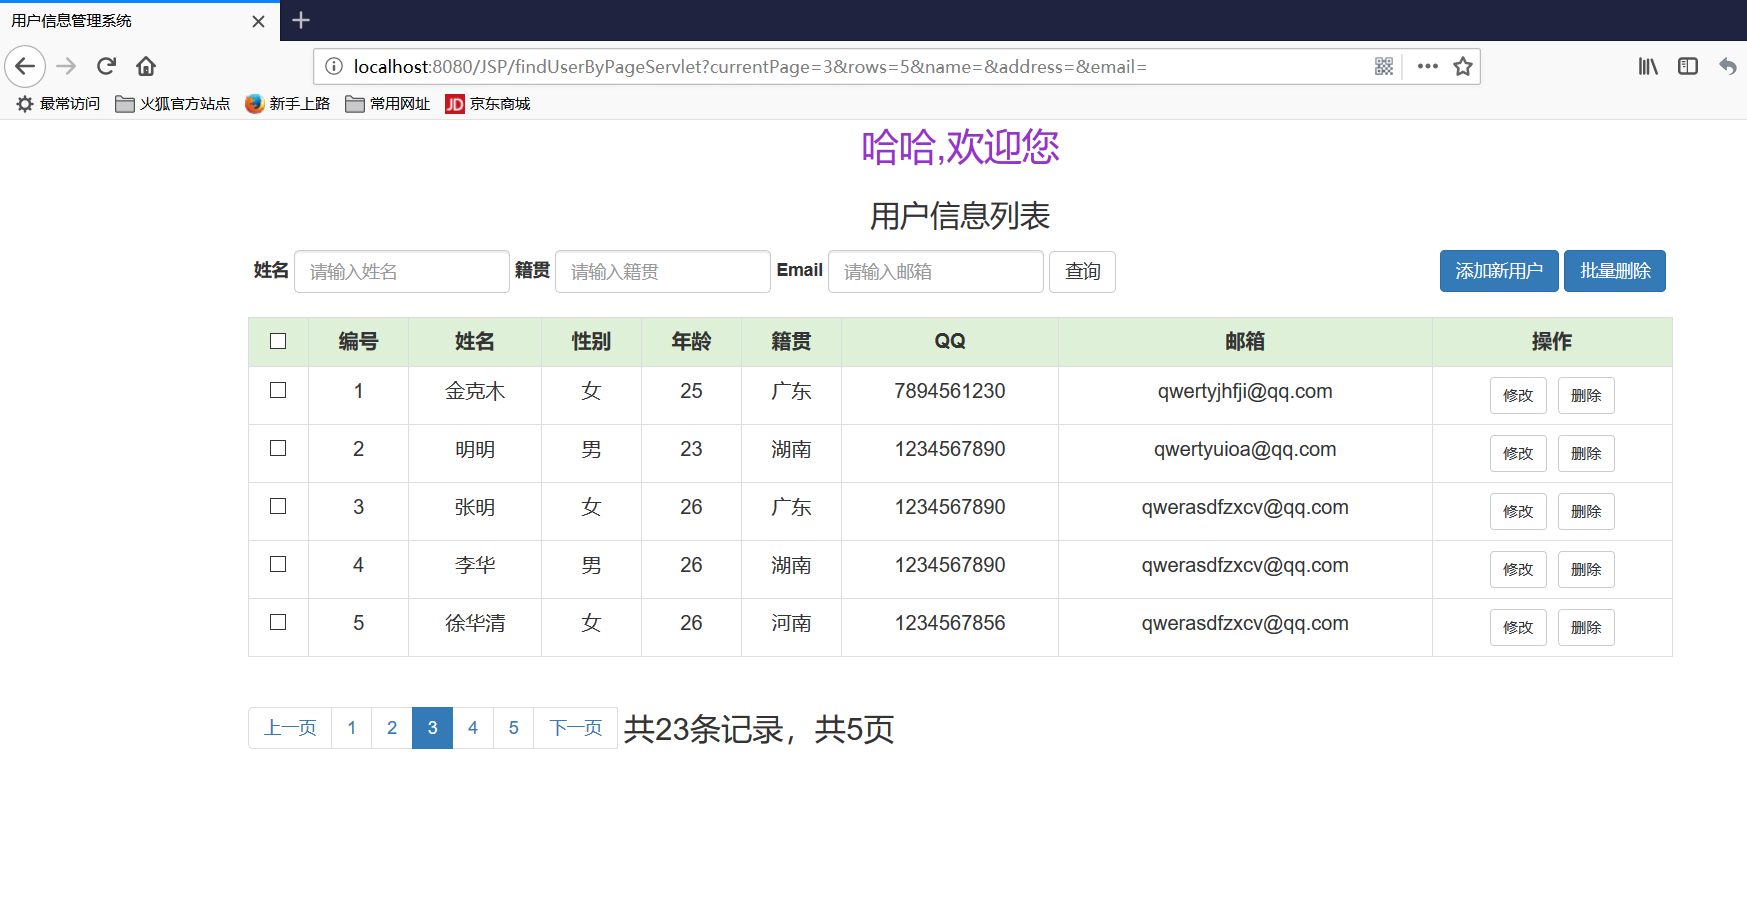 用户信息管理系统
localhost:8080/JSP/findUserByPageServlet?currentPage=3&rows=5&name=&address=&email=
最常访问 火狐官方站点 新手上路 常用网址 JD 京东商城
哈哈,欢迎您
用户信息列表
姓名 请输入姓名 籍贯 请输入籍贯 Email 请输入邮箱 查询 添加新用户 批量删除
编号 姓名 性别 年龄 籍贯 QQ 邮箱 操作
1 金克木 女 25 广东 7894561230 qwertyjhfji@qq.com 修改 删除
2 明明 男 23 湖南 1234567890 qwertyuioa@qq.com 修改 删除
3 张明 女 26 广东 1234567890 qwerasdfzxcv@qq.com 修改 删除
4 李华 男 26 湖南 1234567890 qwerasdfzxcv@qq.com 修改 删除
5 徐华清 女 26 河南 1234567856 qwerasdfzxcv@qq.com 修改 删除
上一页 1 2 3 4 5 下一页 共23条记录，共5页